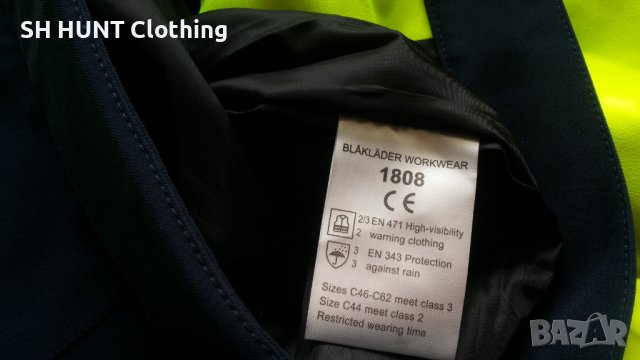 SH HUNT Clothing
BLÅKLÄDER WORKWEAR
1808
CE
2/3 EN 471 High-visibility
2 warning clothing
3 EN 343 Protection
3 against rain
Sizes C46-C62 meet class 3
Size C44 meet class 2
Restricted wearing time
BAZAR